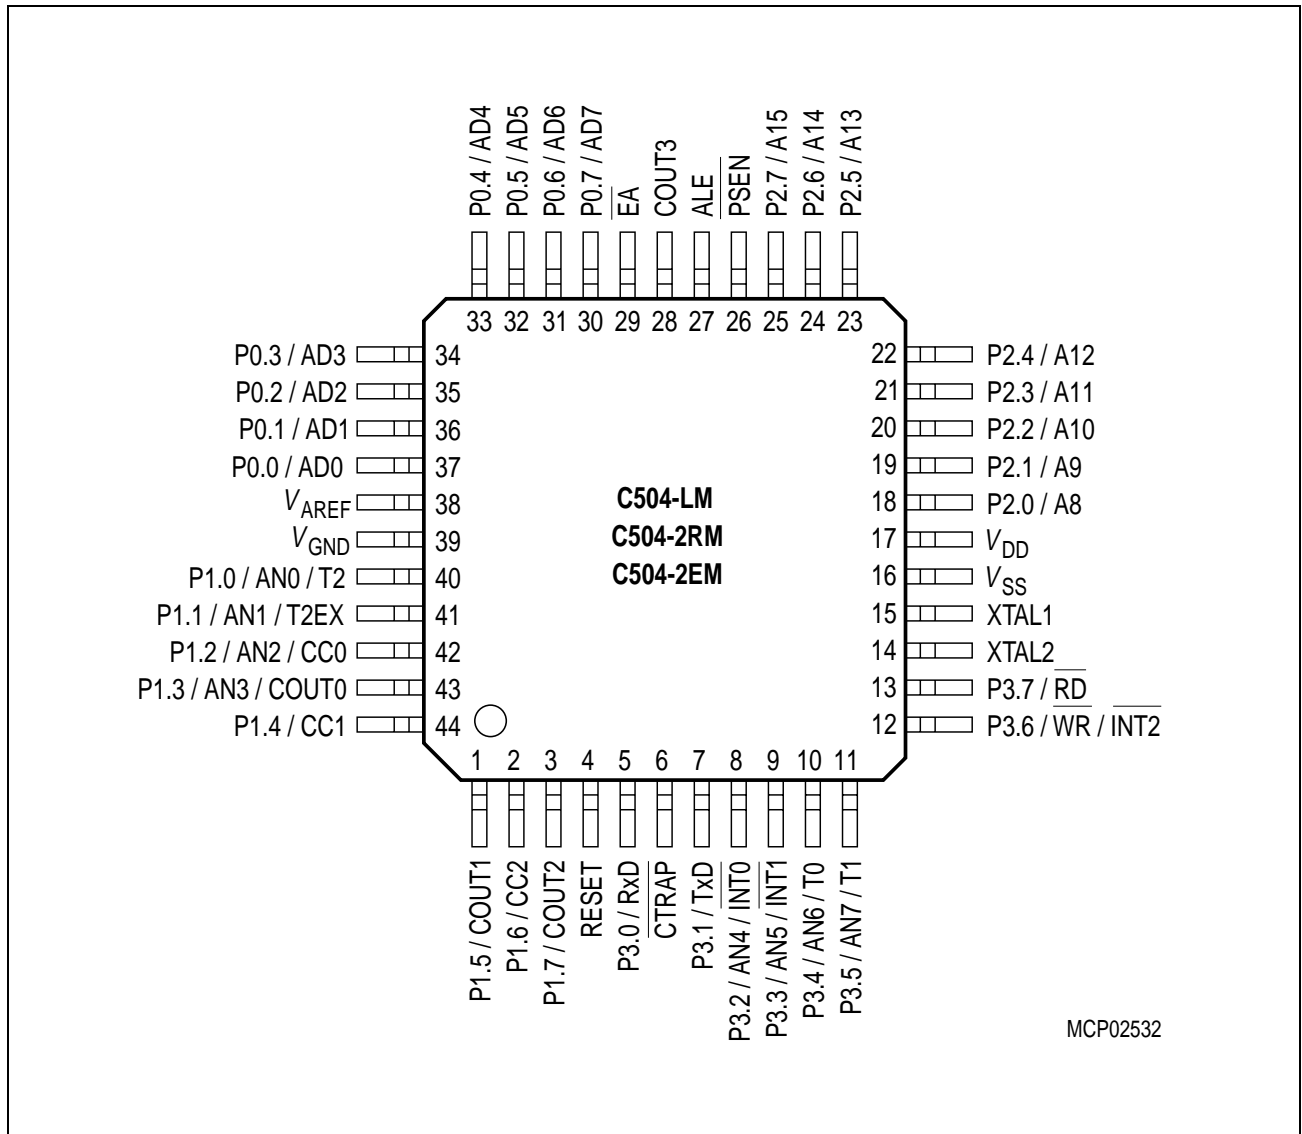 P0.4 / AD4
P0.5 / AD5
P0.6 / AD6
P0.7 / AD7
E̅A̅
COUT3
ALE
P̅S̅E̅N̅
P2.7 / A15
P2.6 / A14
P2.5 / A13
33 32 31 30 29 28 27 26 25 24 23
P0.3 / AD3 34
P0.2 / AD2 35
P0.1 / AD1 36
P0.0 / AD0 37
VAREF 38
VGND 39
P1.0 / AN0 / T2 40
P1.1 / AN1 / T2EX 41
P1.2 / AN2 / CC0 42
P1.3 / AN3 / COUT0 43
P1.4 / CC1 44
C504-LM
C504-2RM
C504-2EM
22 P2.4 / A12
21 P2.3 / A11
20 P2.2 / A10
19 P2.1 / A9
18 P2.0 / A8
17 VDD
16 VSS
15 XTAL1
14 XTAL2
13 P3.7 / R̅D̅
12 P3.6 / W̅R̅ / I̅N̅T̅2̅
1 2 3 4 5 6 7 8 9 10 11
P1.5 / COUT1
P1.6 / CC2
P1.7 / COUT2
RESET
P3.0 / RxD
C̅T̅R̅A̅P̅
P3.1 / TxD
P3.2 / AN4 / I̅N̅T̅0̅
P3.3 / AN5 / I̅N̅T̅1̅
P3.4 / AN6 / T0
P3.5 / AN7 / T1
MCP02532